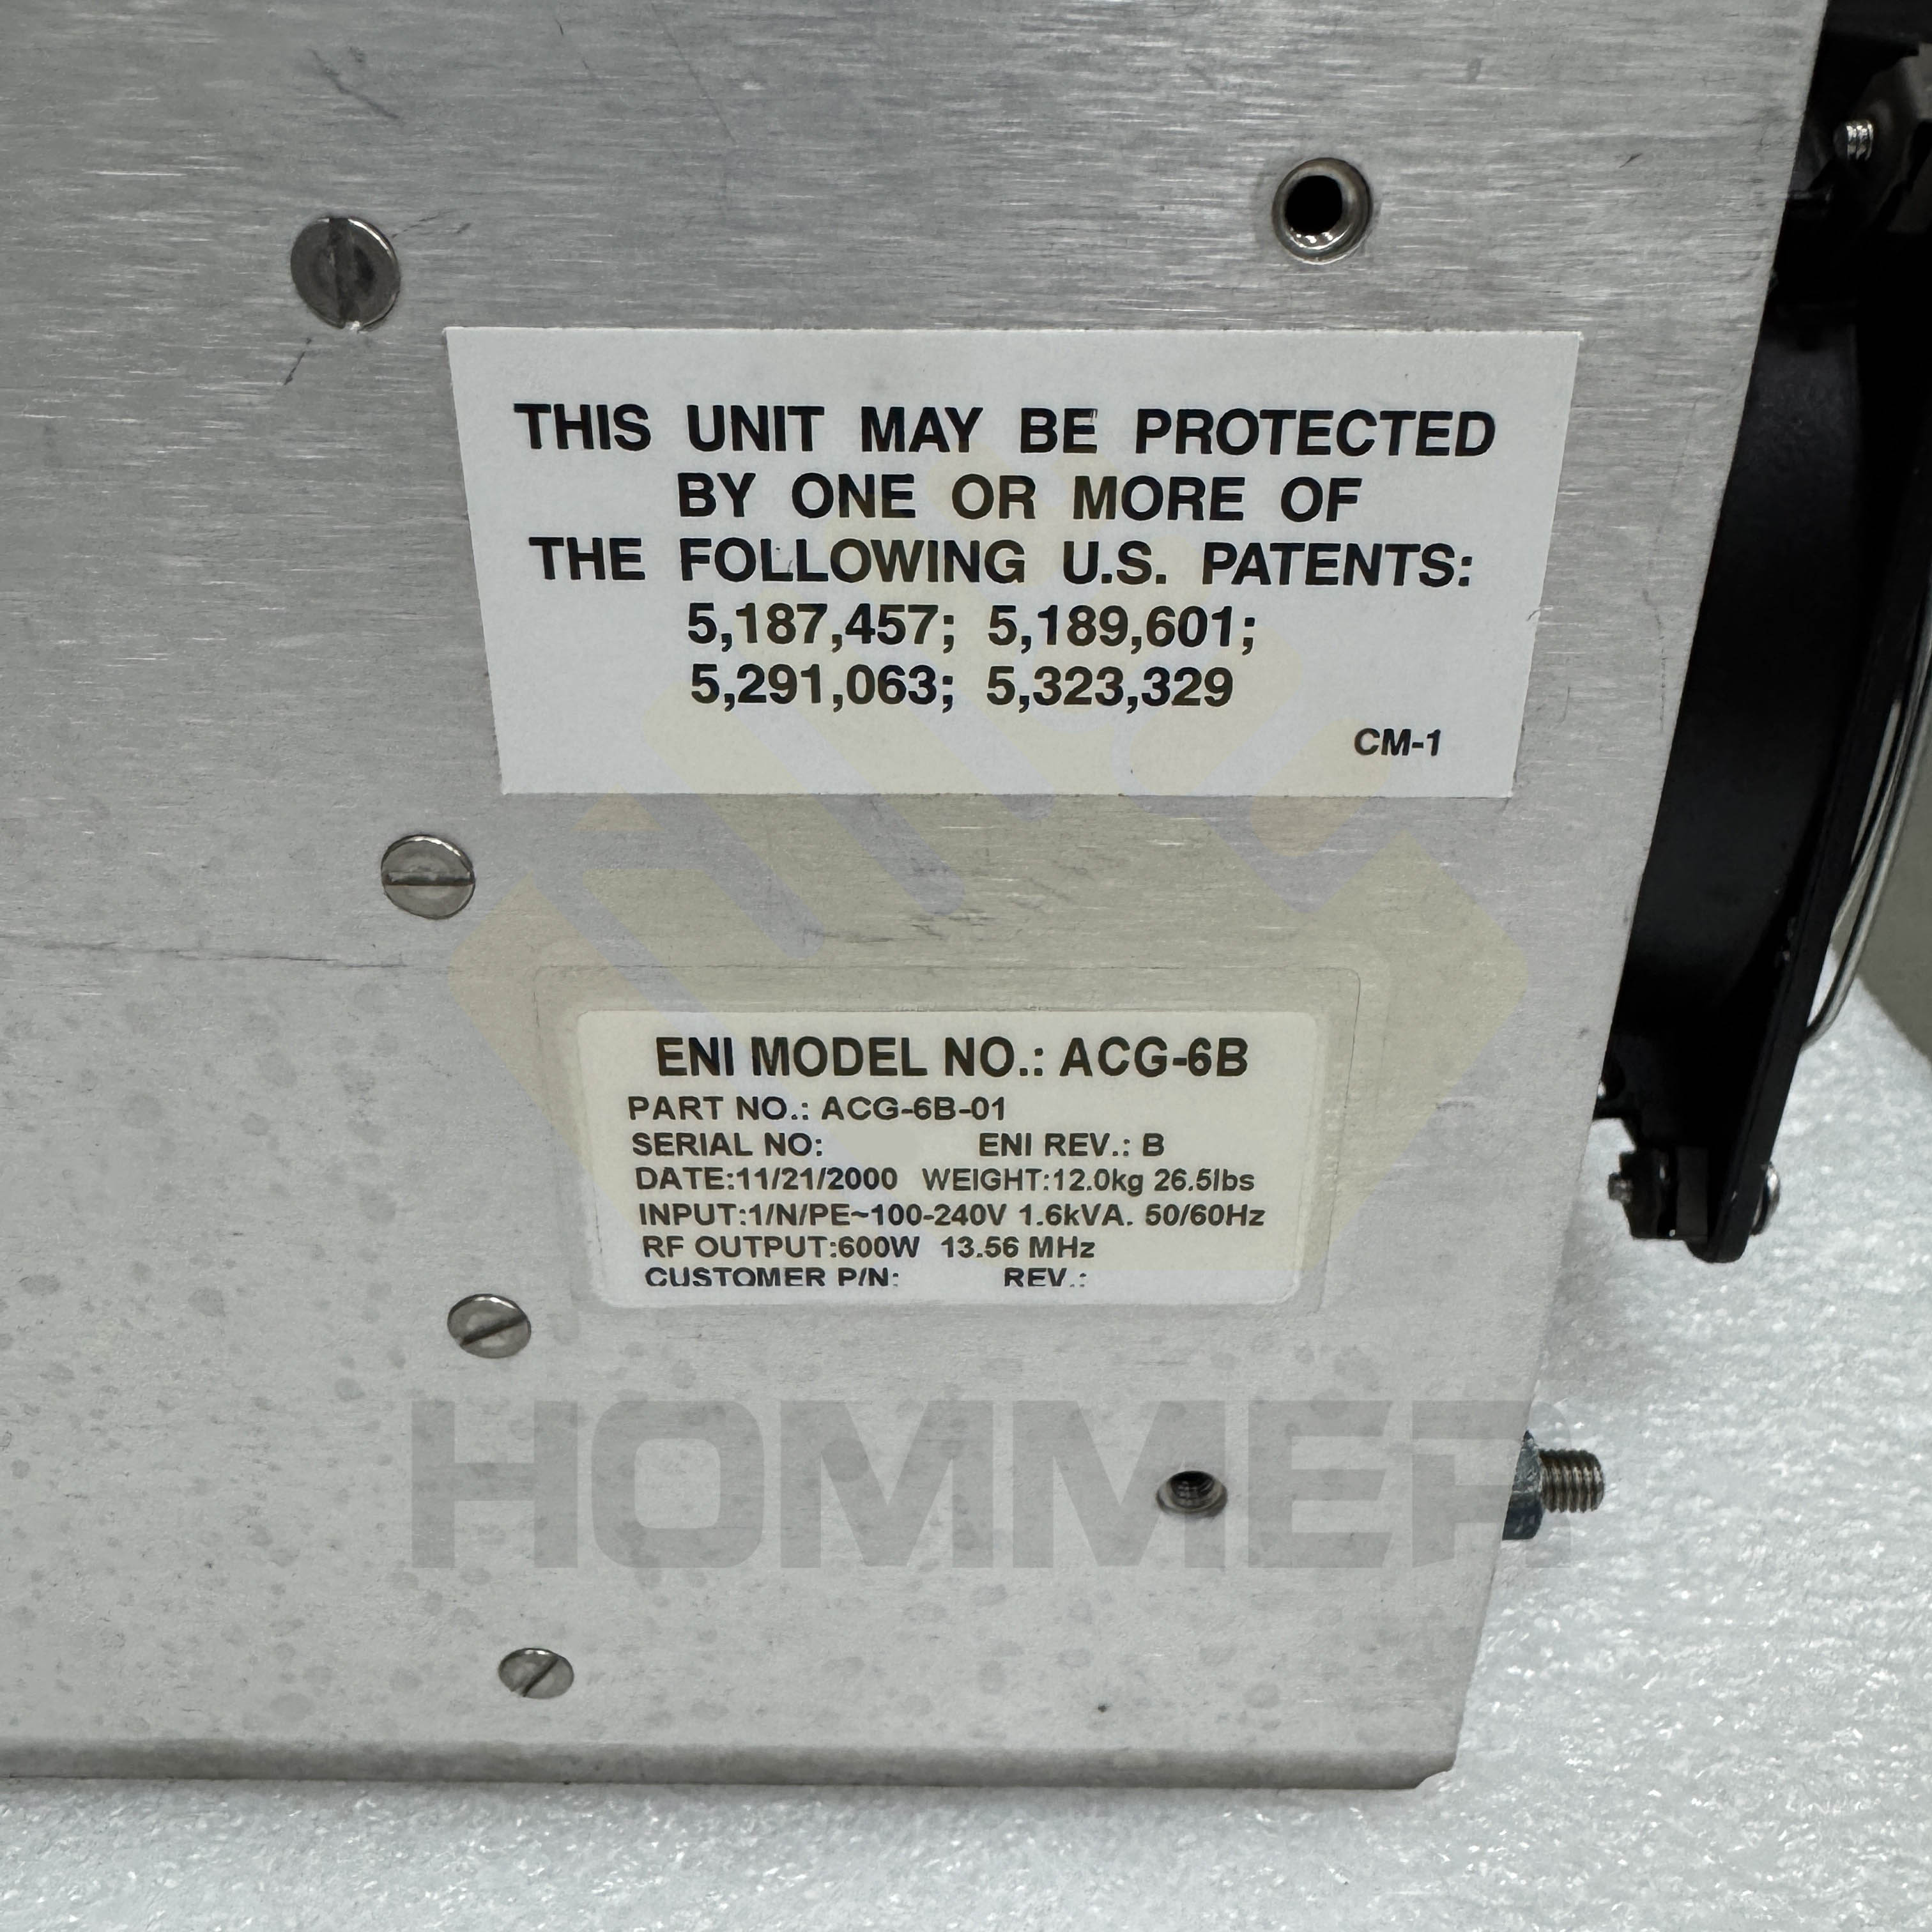 THIS UNIT MAY BE PROTECTED
BY ONE OR MORE OF
THE FOLLOWING U.S. PATENTS:
5,187,457; 5,189,601;
5,291,063; 5,323,329
CM-1
ENI MODEL NO.: ACG-6B
PART NO.: ACG-6B-01
SERIAL NO: ENI REV.: B
DATE:11/21/2000 WEIGHT:12.0kg 26.5lbs
INPUT:1/N/PE~100-240V 1.6kVA. 50/60Hz
RF OUTPUT:600W 13.56 MHz
CUSTOMER P/N: REV.:
HOMMER